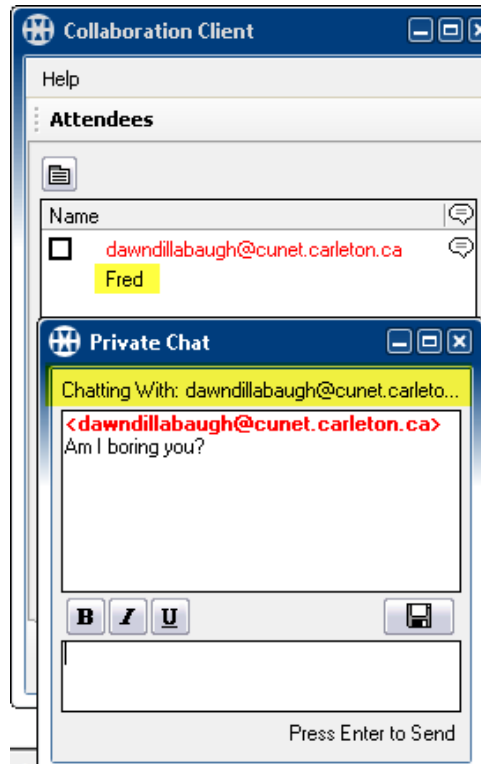 Collaboration Client
Help
Attendees
Name
dawndillabaugh@cunet.carleton.ca
Fred
Private Chat
Chatting With: dawndillabaugh@cunet.carleto...
<dawndillabaugh@cunet.carleton.ca>
Am I boring you?
B I U
Press Enter to Send